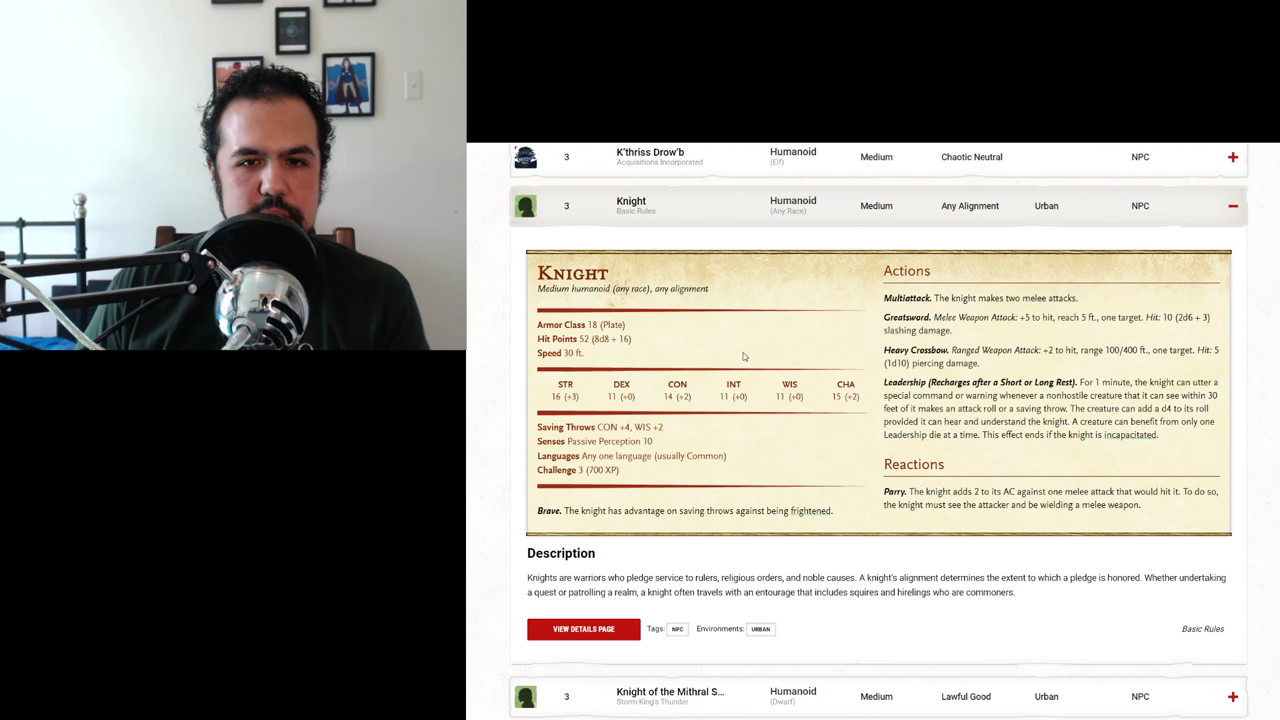 K'thriss Drow'b
Acquisitions Incorporated
3
Humanoid
(Elf)
Medium
Chaotic Neutral
NPC
3
Knight
Basic Rules
Humanoid
(Any Race)
Medium
Any Alignment
Urban
NPC
Knight
Medium humanoid (any race), any alignment
Armor Class 18 (Plate)
Hit Points 52 (8d8 + 16)
Speed 30 ft.
STR DEX CON INT WIS CHA
16 (+3) 11 (+0) 14 (+2) 11 (+0) 11 (+0) 15 (+2)
Saving Throws CON +4, WIS +2
Senses Passive Perception 10
Languages Any one language (usually Common)
Challenge 3 (700 XP)
Brave. The knight has advantage on saving throws against being frightened.
Actions
Multiattack. The knight makes two melee attacks.
Greatsword. Melee Weapon Attack: +5 to hit, reach 5 ft., one target. Hit: 10 (2d6 + 3)
slashing damage.
Heavy Crossbow. Ranged Weapon Attack: +2 to hit, range 100/400 ft., one target. Hit: 5
(1d10) piercing damage.
Leadership (Recharges after a Short or Long Rest). For 1 minute, the knight can utter a
special command or warning whenever a nonhostile creature that it can see within 30
feet of it makes an attack roll or a saving throw. The creature can add a d4 to its roll
provided it can hear and understand the knight. A creature can benefit from only one
Leadership die at a time. This effect ends if the knight is incapacitated.
Reactions
Parry. The knight adds 2 to its AC against one melee attack that would hit it. To do so,
the knight must see the attacker and be wielding a melee weapon.
Description
Knights are warriors who pledge service to rulers, religious orders, and noble causes. A knight's alignment determines the extent to which a pledge is honored. Whether undertaking
a quest or patrolling a realm, a knight often travels with an entourage that includes squires and hirelings who are commoners.
VIEW DETAILS PAGE
Tags: NPC
Environments: URBAN
Basic Rules
3
Knight of the Mithral S...
Storm King's Thunder
Humanoid
(Dwarf)
Medium
Lawful Good
Urban
NPC